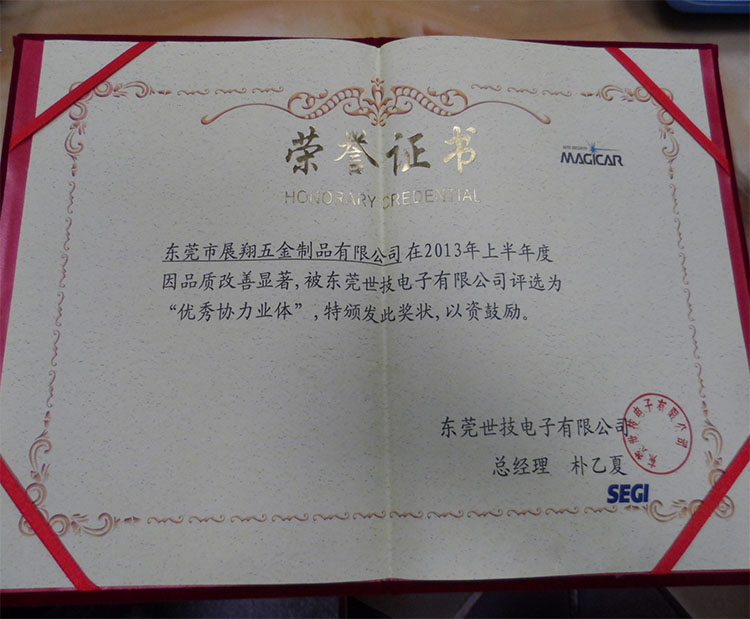 荣誉证书
HONORARY CREDENTIAL
MAGICAR
东莞市展翔五金制品有限公司在2013年上半年度
因品质改善显著,被东莞世技电子有限公司评选为
“优秀协力业体”,特颁发此奖状,以资鼓励。
东莞世技电子有限公司
总经理 朴乙夏
SEGI